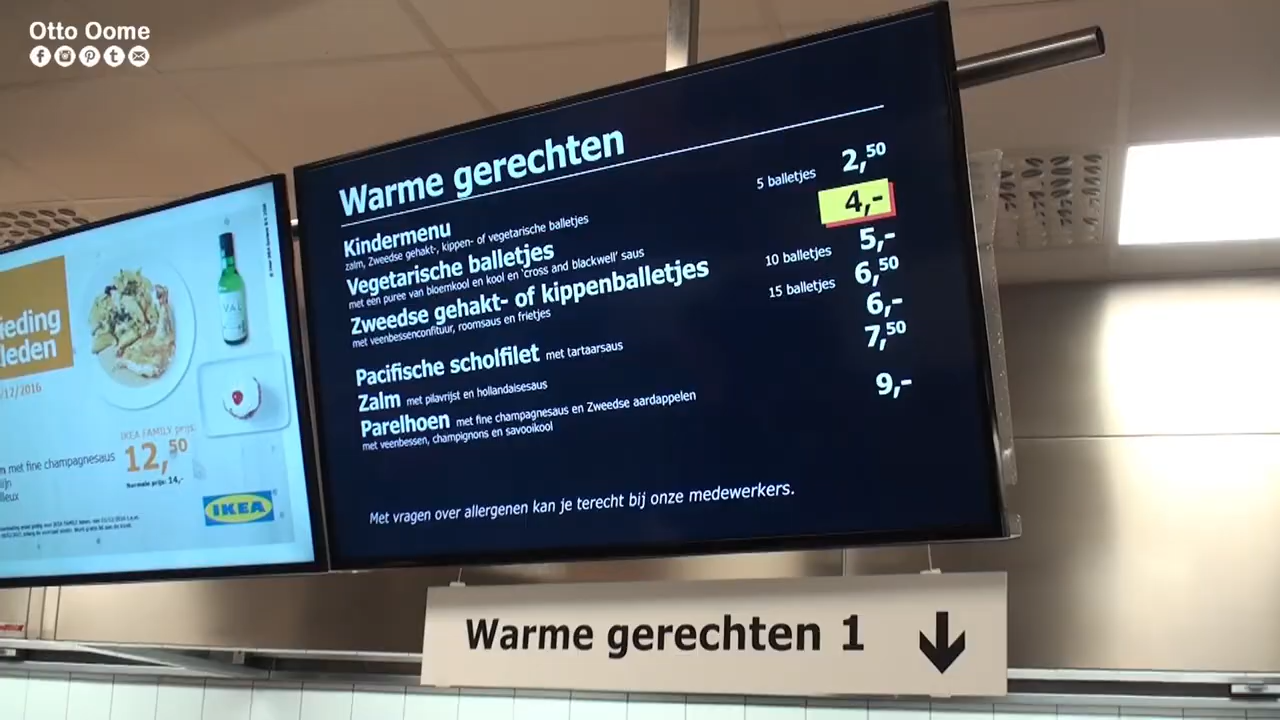 Otto Oome
Warme gerechten
Kindermenu
zalm, Zweedse gehakt-, kippen- of vegetarische balletjes
5 balletjes 2,50
Vegetarische balletjes 4,-
met een puree van bloemkool en kool en 'cross and blackwell' saus
Zweedse gehakt- of kippenballetjes 5,-
met veenbessenconfituur, roomsaus en frietjes
10 balletjes 6,50
15 balletjes 6,-
Pacifische scholfilet met tartaarsaus 7,50
Zalm met pilavrijst en hollandaisesaus
9,-
Parelhoen met fine champagnesaus en Zweedse aardappelen
met veenbessen, champignons en savooikool
Met vragen over allergenen kan je terecht bij onze medewerkers.
ieding
leden
/12/2016
IKEA FAMILY prijs:
12,50
Normale prijs: 14,-
n met fine champagnesaus
ijn
lleux
IKEA
Warme gerechten 1